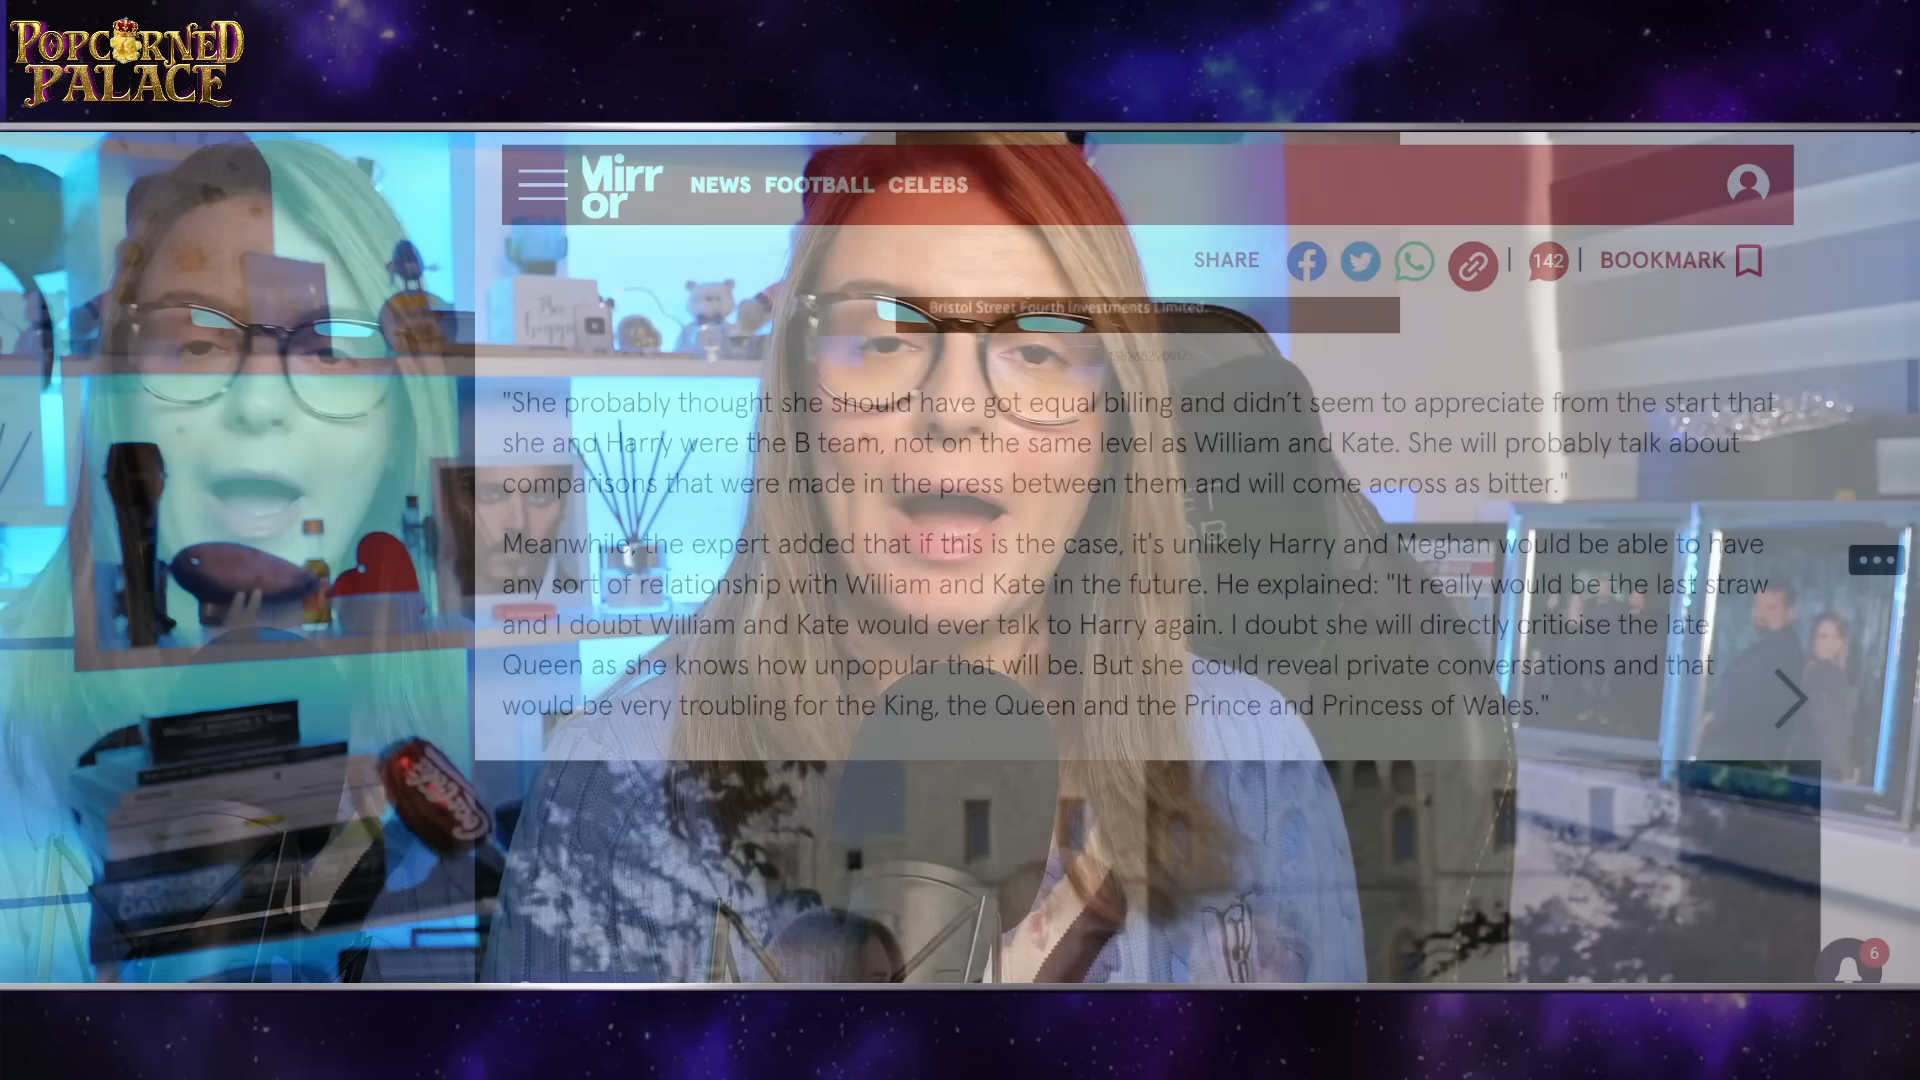 POPCORNED
PALACE
Mirr
or
NEWS FOOTBALL CELEBS
SHARE
142
BOOKMARK
Bristol Street Fourth Investments Limited.
"She probably thought she should have got equal billing and didn't seem to appreciate from the start that
she and Harry were the B team, not on the same level as William and Kate. She will probably talk about
comparisons that were made in the press between them and will come across as bitter."
Meanwhile, the expert added that if this is the case, it's unlikely Harry and Meghan would be able to have
any sort of relationship with William and Kate in the future. He explained: "It really would be the last straw
and I doubt William and Kate would ever talk to Harry again. I doubt she will directly criticise the late
Queen as she knows how unpopular that will be. But she could reveal private conversations and that
would be very troubling for the King, the Queen and the Prince and Princess of Wales."
6